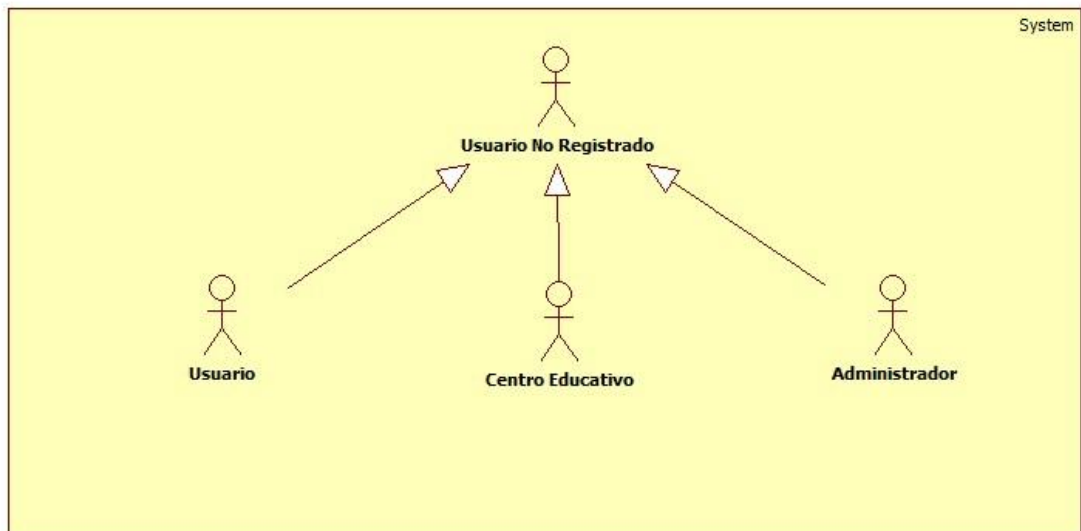 System
Usuario No Registrado
Usuario
Centro Educativo
Administrador